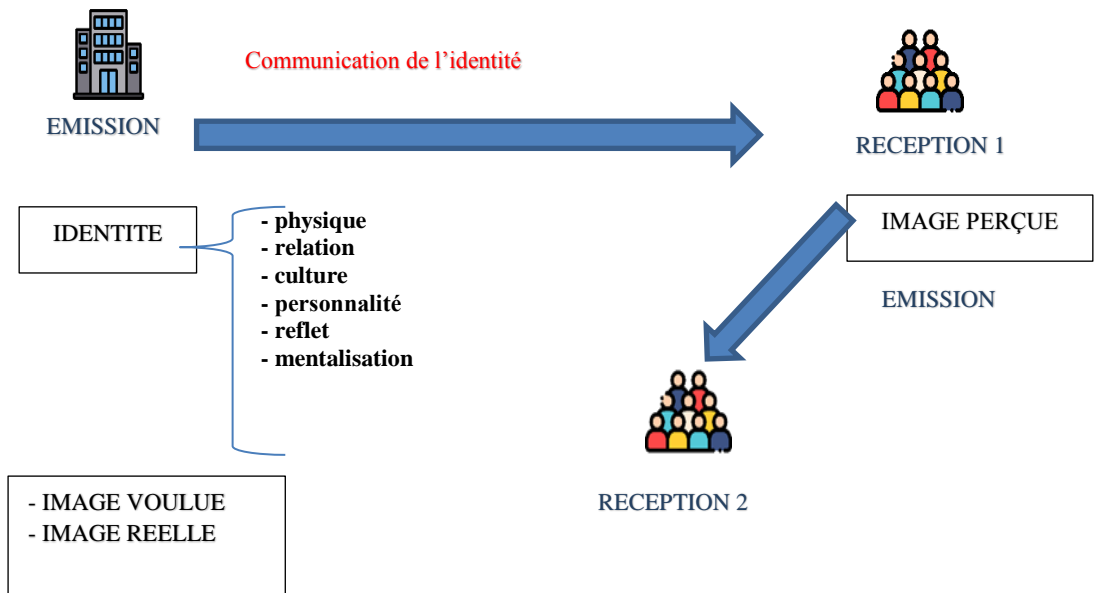 Communication de l’identité
EMISSION
RECEPTION 1
IDENTITE
- physique
- relation
- culture
- personnalité
- reflet
- mentalisation
IMAGE PERÇUE
EMISSION
RECEPTION 2
- IMAGE VOULUE
- IMAGE REELLE